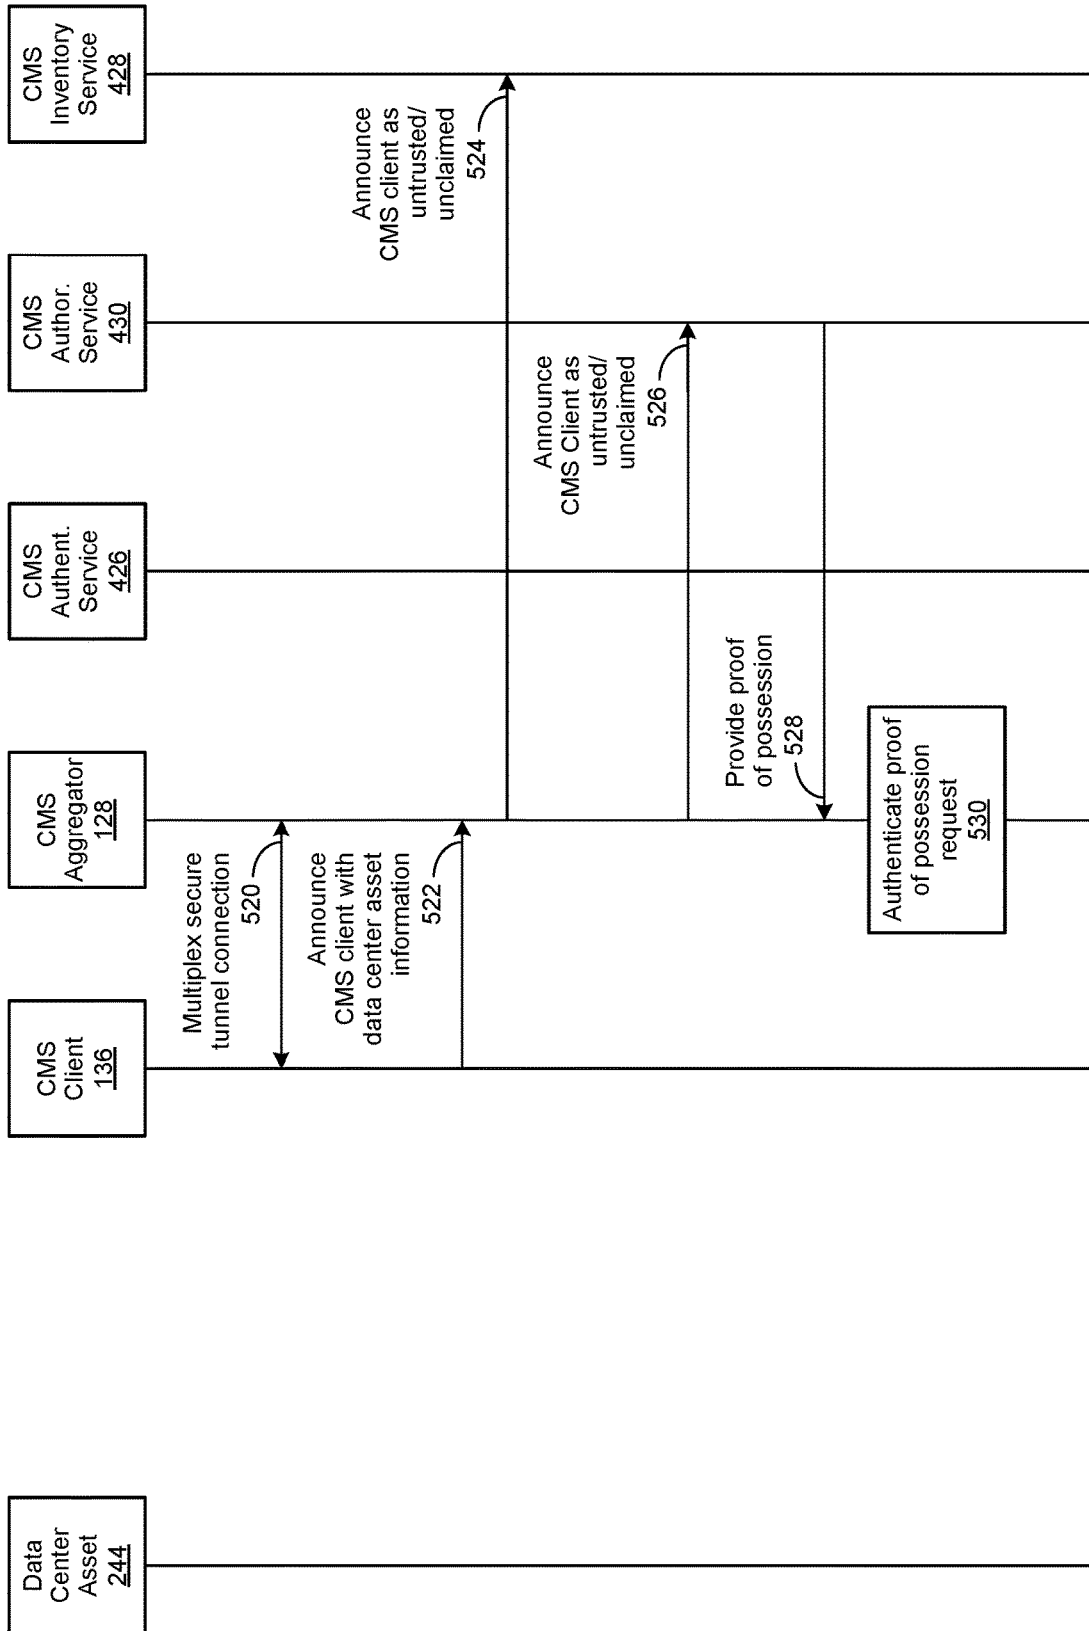 Data
Center
Asset
244
CMS
Client
136
CMS
Aggregator
128
CMS
Authent.
Service
426
CMS
Author.
Service
430
CMS
Inventory
Service
428
Multiplex secure
tunnel connection
520
Announce
CMS client with
data center asset
information
522
Announce
CMS client as
untrusted/
unclaimed
524
Announce
CMS Client as
untrusted/
unclaimed
526
Provide proof
of possession
528
Authenticate proof
of possession
request
530